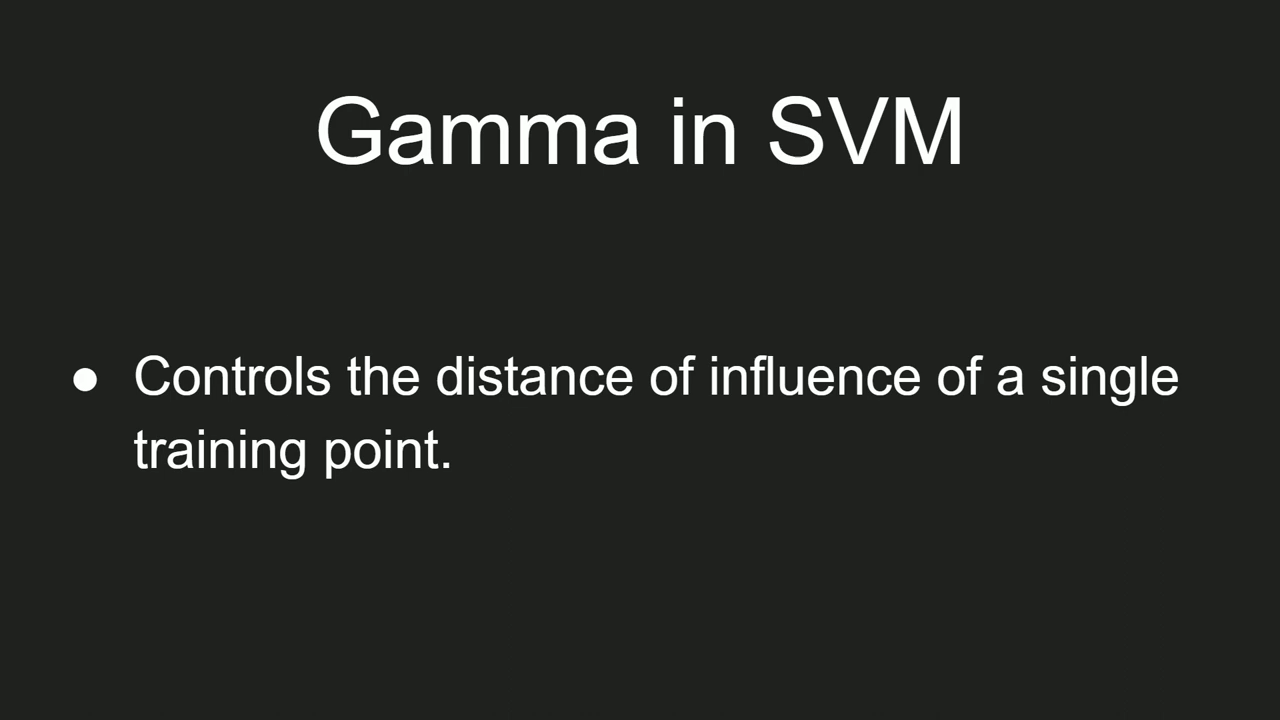 Gamma in SVM
● Controls the distance of influence of a single
training point.